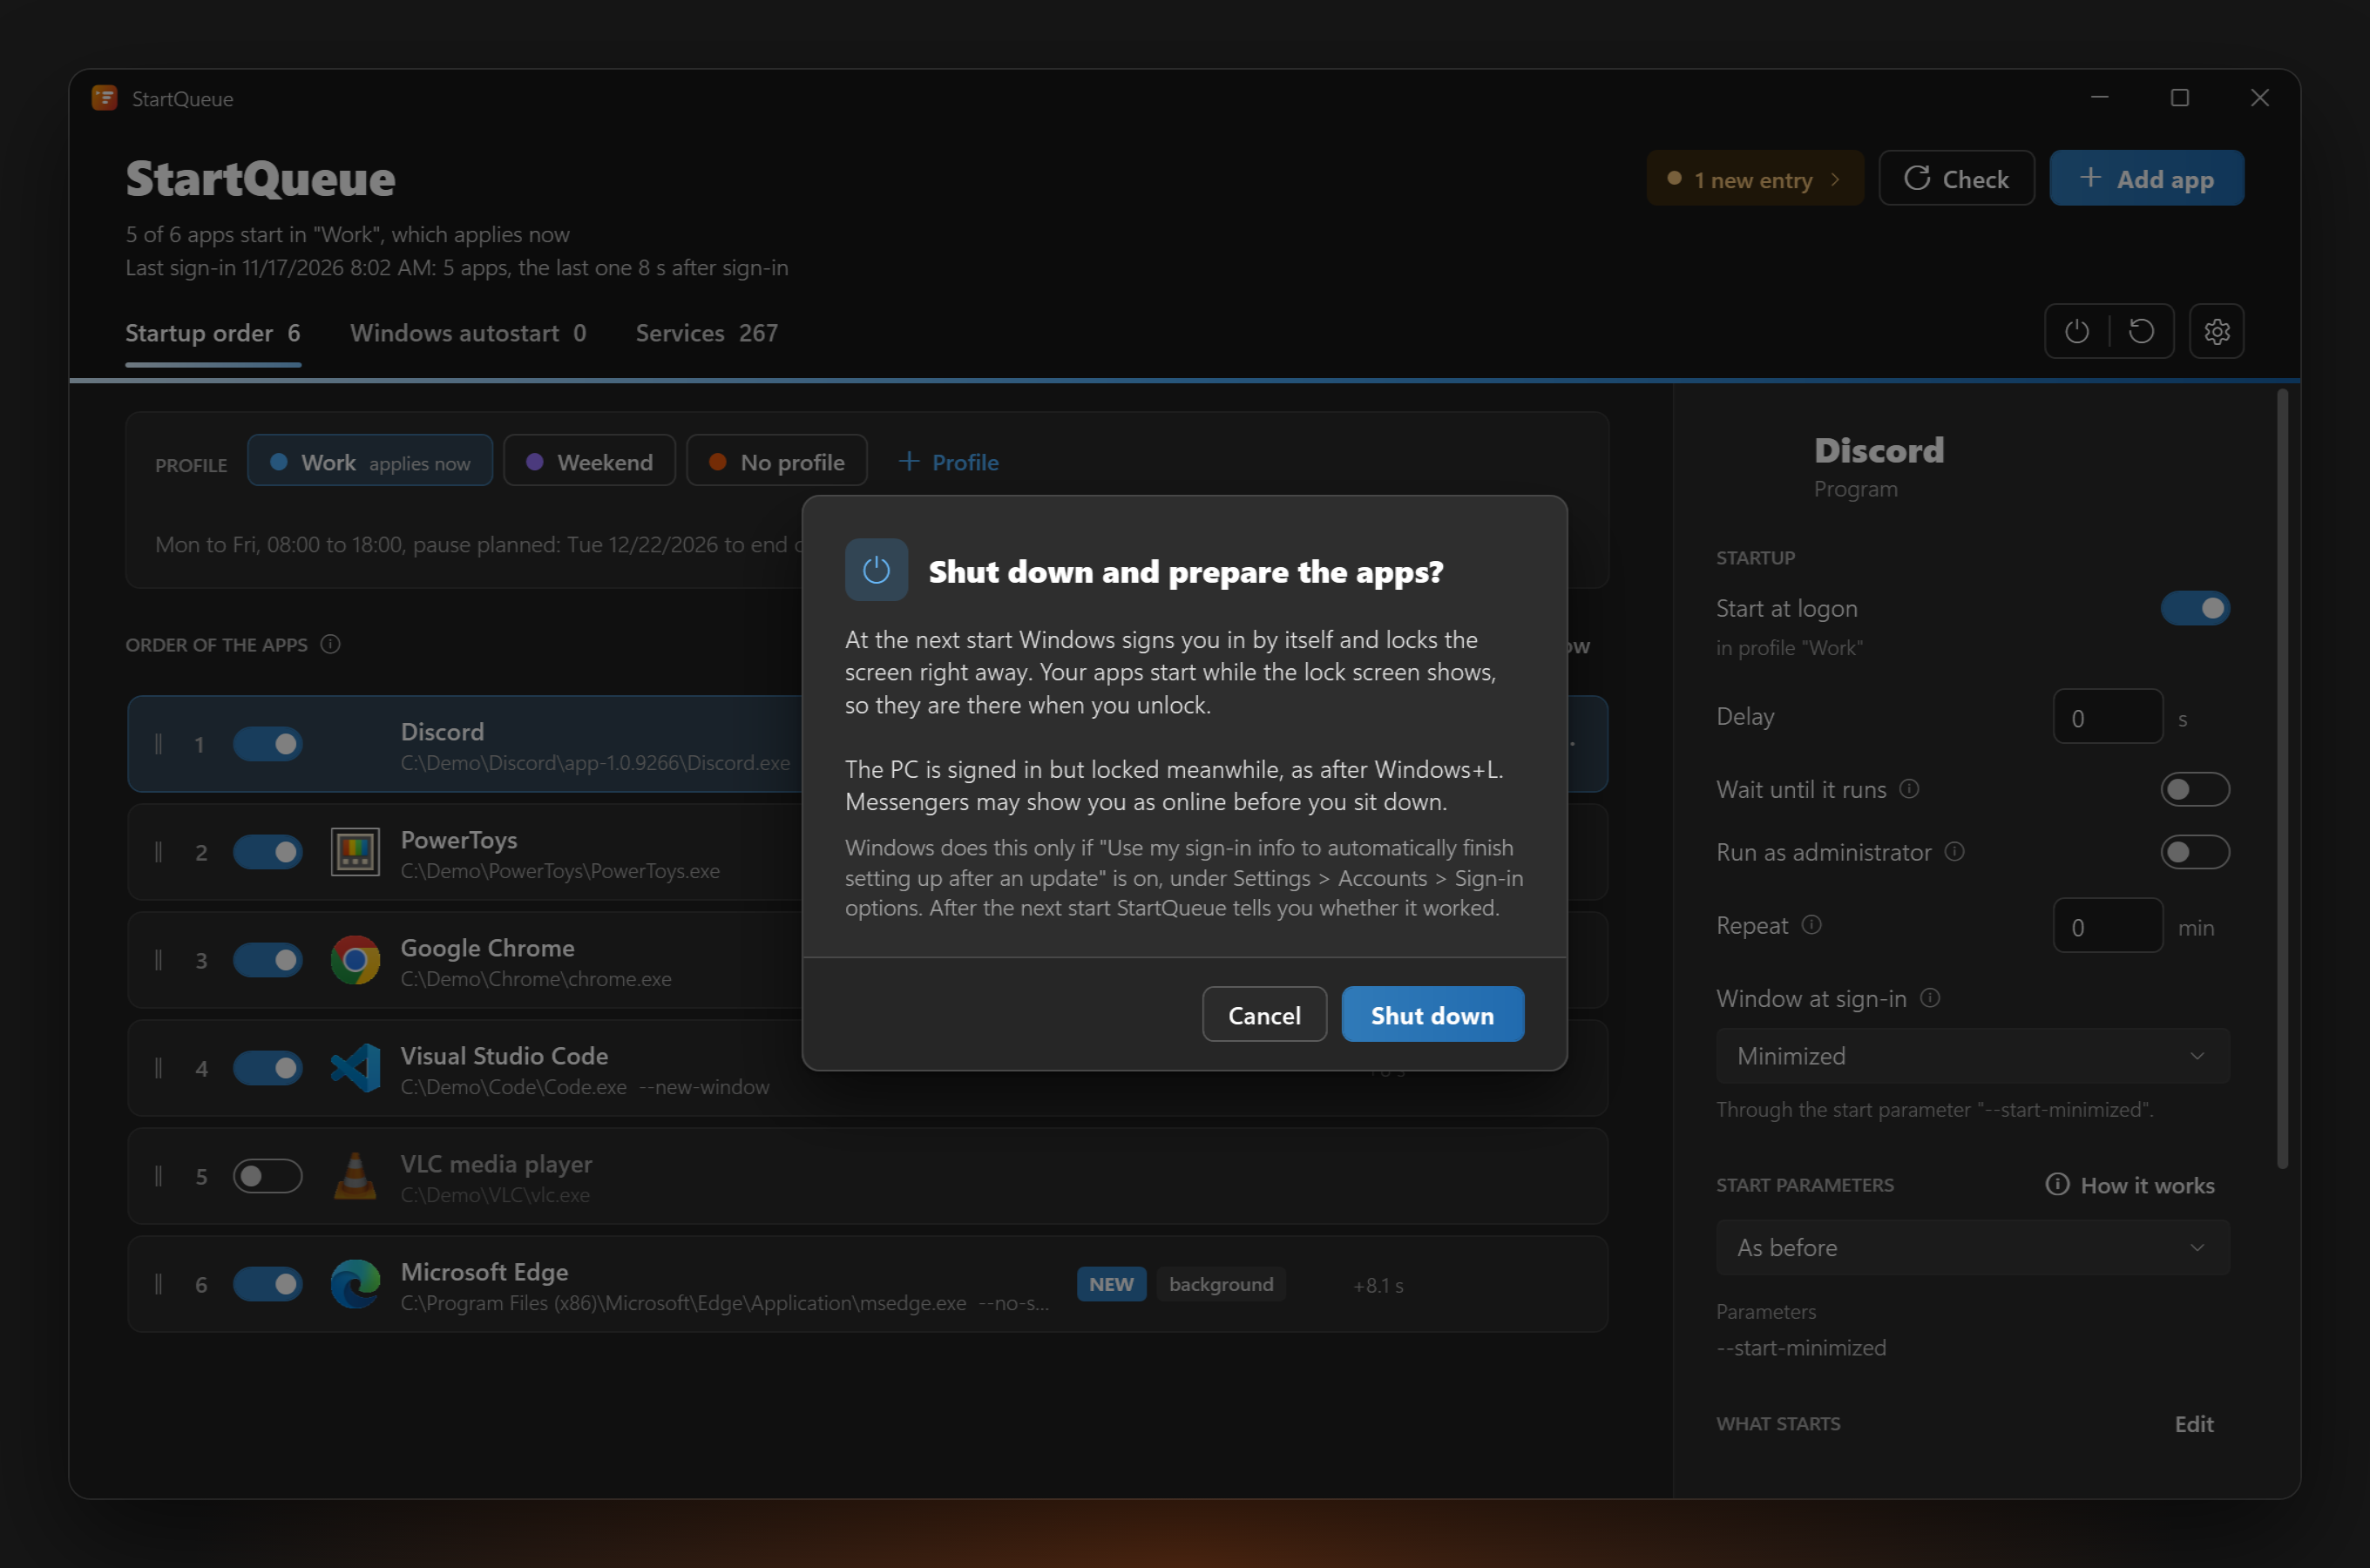 StartQueue
StartQueue
5 of 6 apps start in "Work", which applies now
Last sign-in 11/17/2026 8:02 AM: 5 apps, the last one 8 s after sign-in
1 new entry
Check
Add app
Startup order 6
Windows autostart 0
Services 267
PROFILE
Work applies now
Weekend
No profile
Profile
Mon to Fri, 08:00 to 18:00, pause planned: Tue 12/22/2026 to end
ORDER OF THE APPS
1
Discord
C:\Demo\Discord\app-1.0.9266\Discord.exe
2
PowerToys
C:\Demo\PowerToys\PowerToys.exe
3
Google Chrome
C:\Demo\Chrome\chrome.exe
4
Visual Studio Code
C:\Demo\Code\Code.exe --new-window
5
VLC media player
C:\Demo\VLC\vlc.exe
6
Microsoft Edge
C:\Program Files (x86)\Microsoft\Edge\Application\msedge.exe --no-s...
NEW
background
+8.1 s
Shut down and prepare the apps?
At the next start Windows signs you in by itself and locks the
screen right away. Your apps start while the lock screen shows,
so they are there when you unlock.
The PC is signed in but locked meanwhile, as after Windows+L.
Messengers may show you as online before you sit down.
Windows does this only if "Use my sign-in info to automatically finish
setting up after an update" is on, under Settings > Accounts > Sign-in
options. After the next start StartQueue tells you whether it worked.
Cancel
Shut down
Discord
Program
STARTUP
Start at logon
in profile "Work"
Delay
0 s
Wait until it runs
Run as administrator
Repeat
0 min
Window at sign-in
Minimized
Through the start parameter "--start-minimized".
START PARAMETERS
How it works
As before
Parameters
--start-minimized
WHAT STARTS
Edit